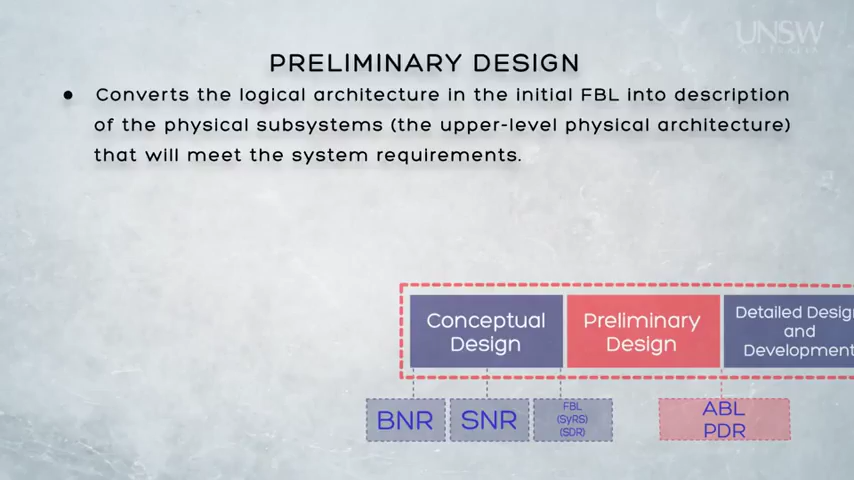 UNSW
AUSTRALIA
PRELIMINARY DESIGN
• Converts the logical architecture in the initial FBL into description
of the physical subsystems (the upper-level physical architecture)
that will meet the system requirements.
Conceptual
Design
Preliminary
Design
Detailed Design
and
Development
BNR
SNR
FBL
(SyRS)
(SDR)
ABL
PDR